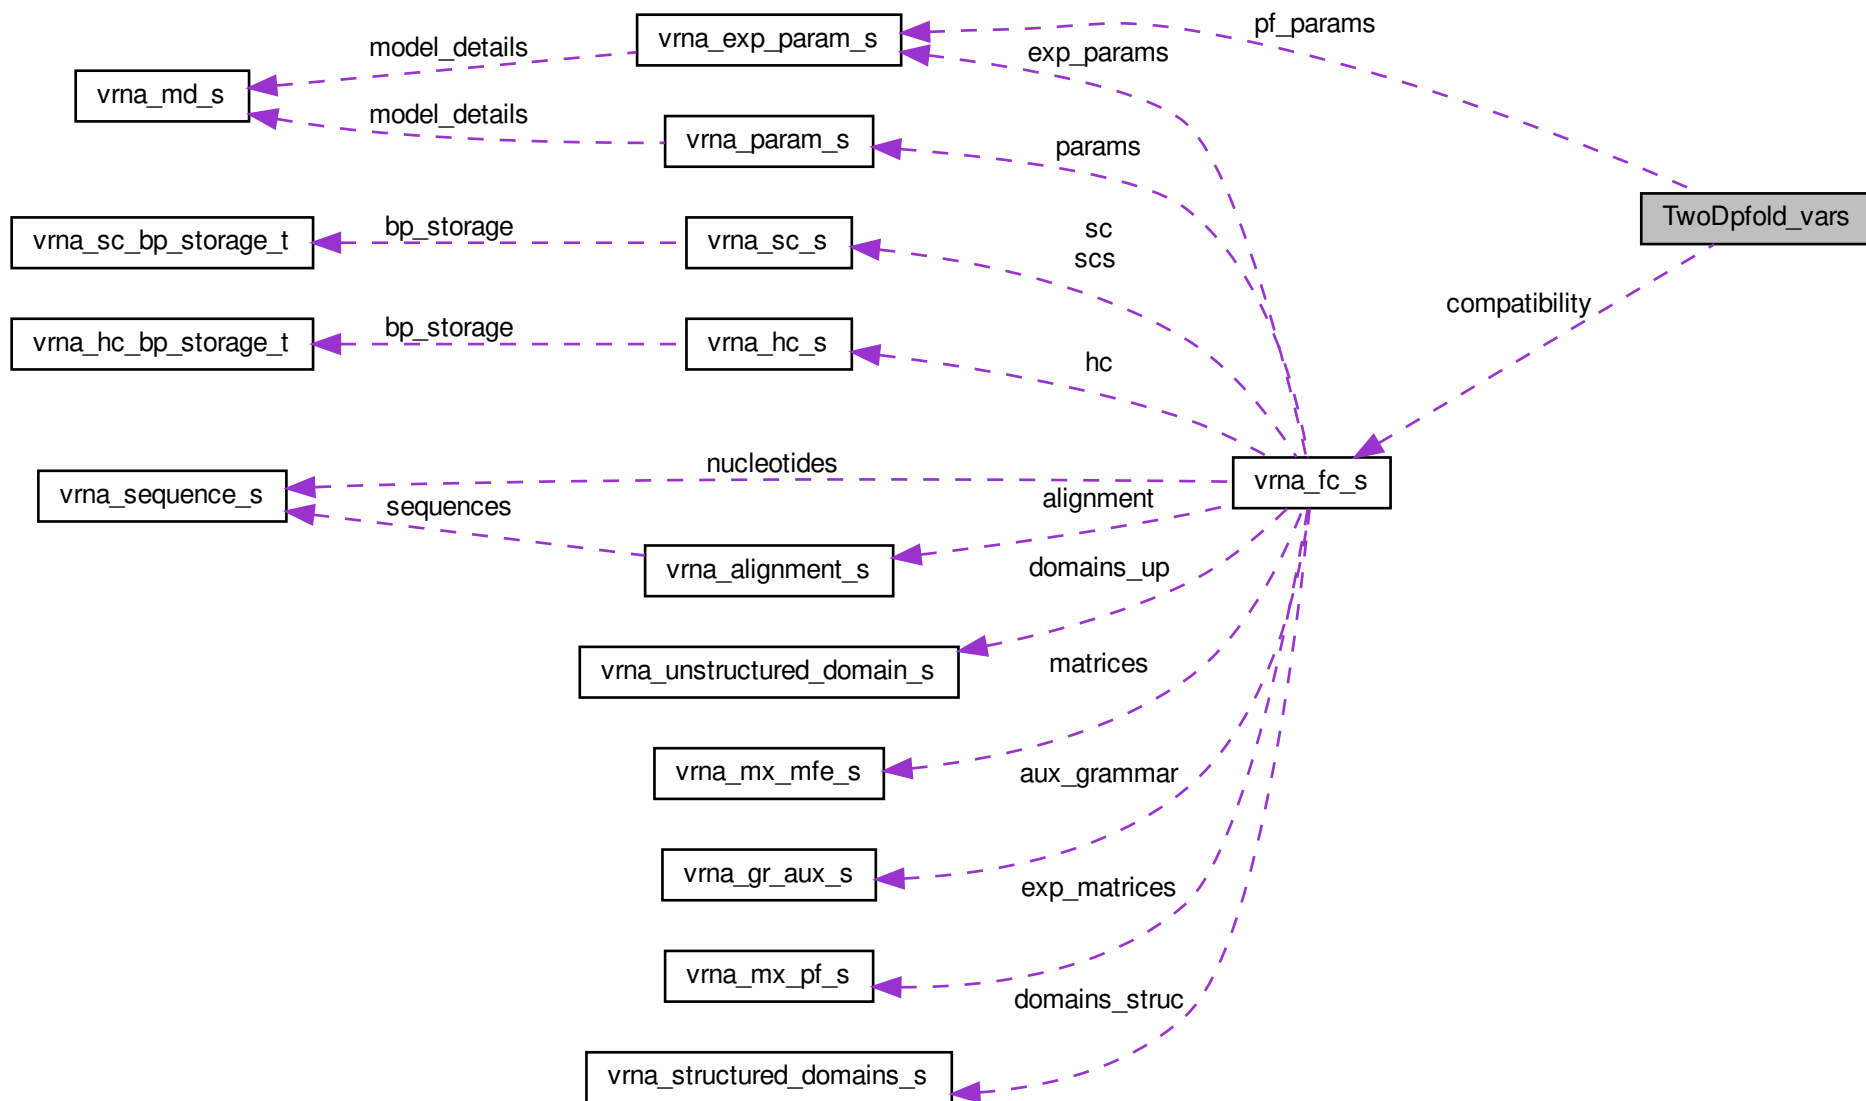 pf_params
vrna_exp_param_s
model_details
exp_params
vrna_md_s
model_details
vrna_param_s
params
TwoDpfold_vars
bp_storage
sc
scs
vrna_sc_bp_storage_t
vrna_sc_s
compatibility
bp_storage
vrna_hc_bp_storage_t
vrna_hc_s
hc
nucleotides
vrna_fc_s
vrna_sequence_s
sequences
alignment
vrna_alignment_s
domains_up
vrna_unstructured_domain_s
matrices
vrna_mx_mfe_s
aux_grammar
vrna_gr_aux_s
exp_matrices
vrna_mx_pf_s
domains_struc
vrna_structured_domains_s